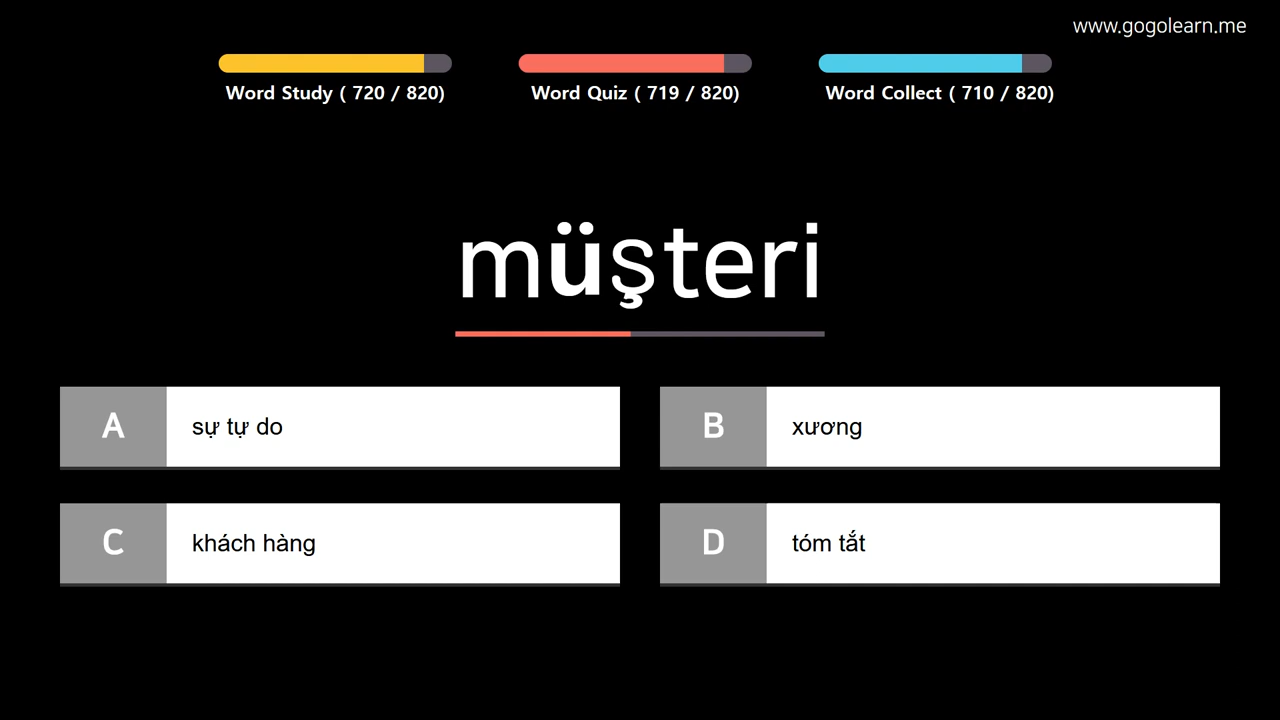 www.gogolearn.me
Word Study ( 720 / 820)
Word Quiz ( 719 / 820)
Word Collect ( 710 / 820)
müşteri
A
sự tự do
B
xương
C
khách hàng
D
tóm tắt